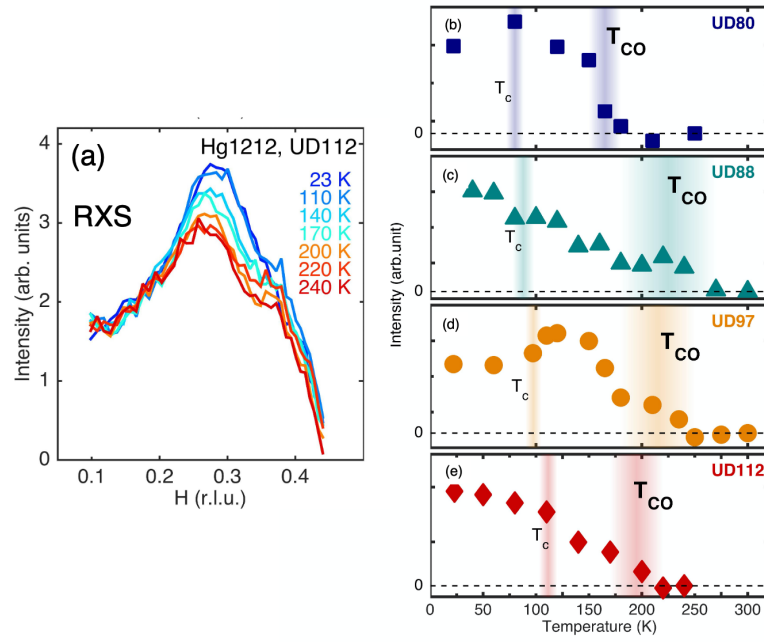 (a)
Hg1212, UD112
RXS
23 K
110 K
140 K
170 K
200 K
220 K
240 K
Intensity (arb. units)
4
3
2
1
0
0.1 0.2 0.3 0.4
H (r.l.u.)
(b) UD80
T_CO
T_c
0
(c) UD88
T_CO
T_c
0
Intensity (arb.unit)
(d) UD97
T_CO
T_c
0
(e) UD112
T_CO
T_c
0
0 50 100 150 200 250 300
Temperature (K)